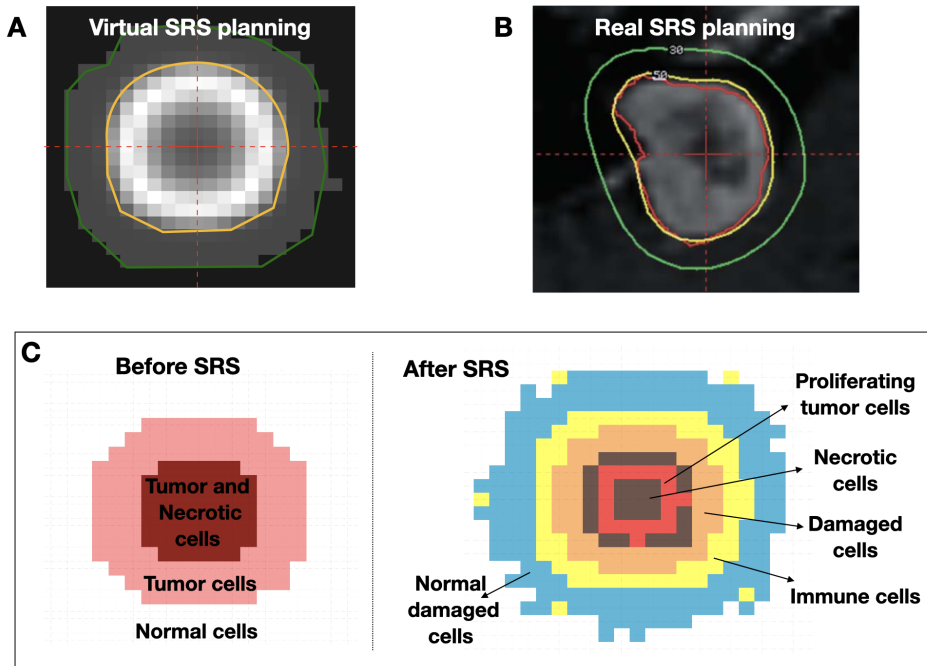 A
Virtual SRS planning
B
Real SRS planning
30
50
C
Before SRS
Tumor and
Necrotic
cells
Tumor cells
Normal cells
After SRS
Proliferating
tumor cells
Necrotic
cells
Damaged
cells
Immune cells
Normal
damaged
cells